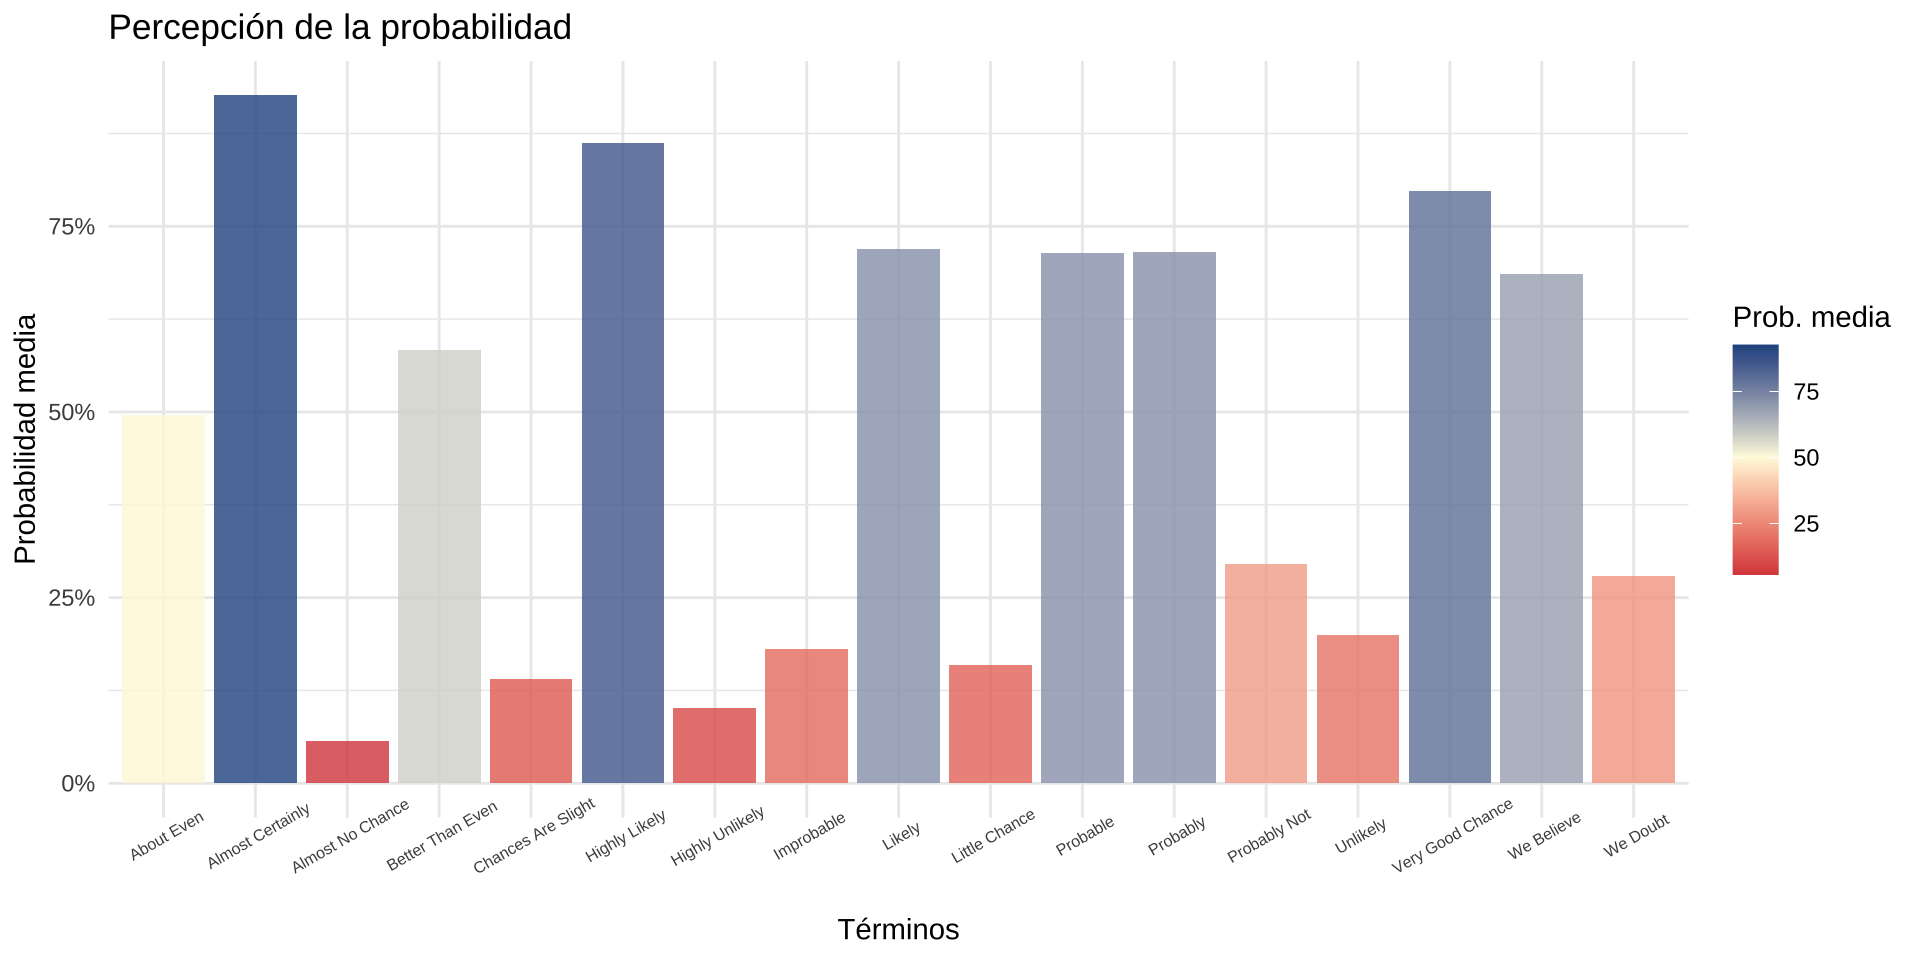 Percepción de la probabilidad
Probabilidad media
75%
50%
25%
0%
About Even
Almost Certainly
Almost No Chance
Better Than Even
Chances Are Slight
Highly Likely
Highly Unlikely
Improbable
Likely
Little Chance
Probable
Probably
Probably Not
Unlikely
Very Good Chance
We Believe
We Doubt
Términos
Prob. media
75
50
25